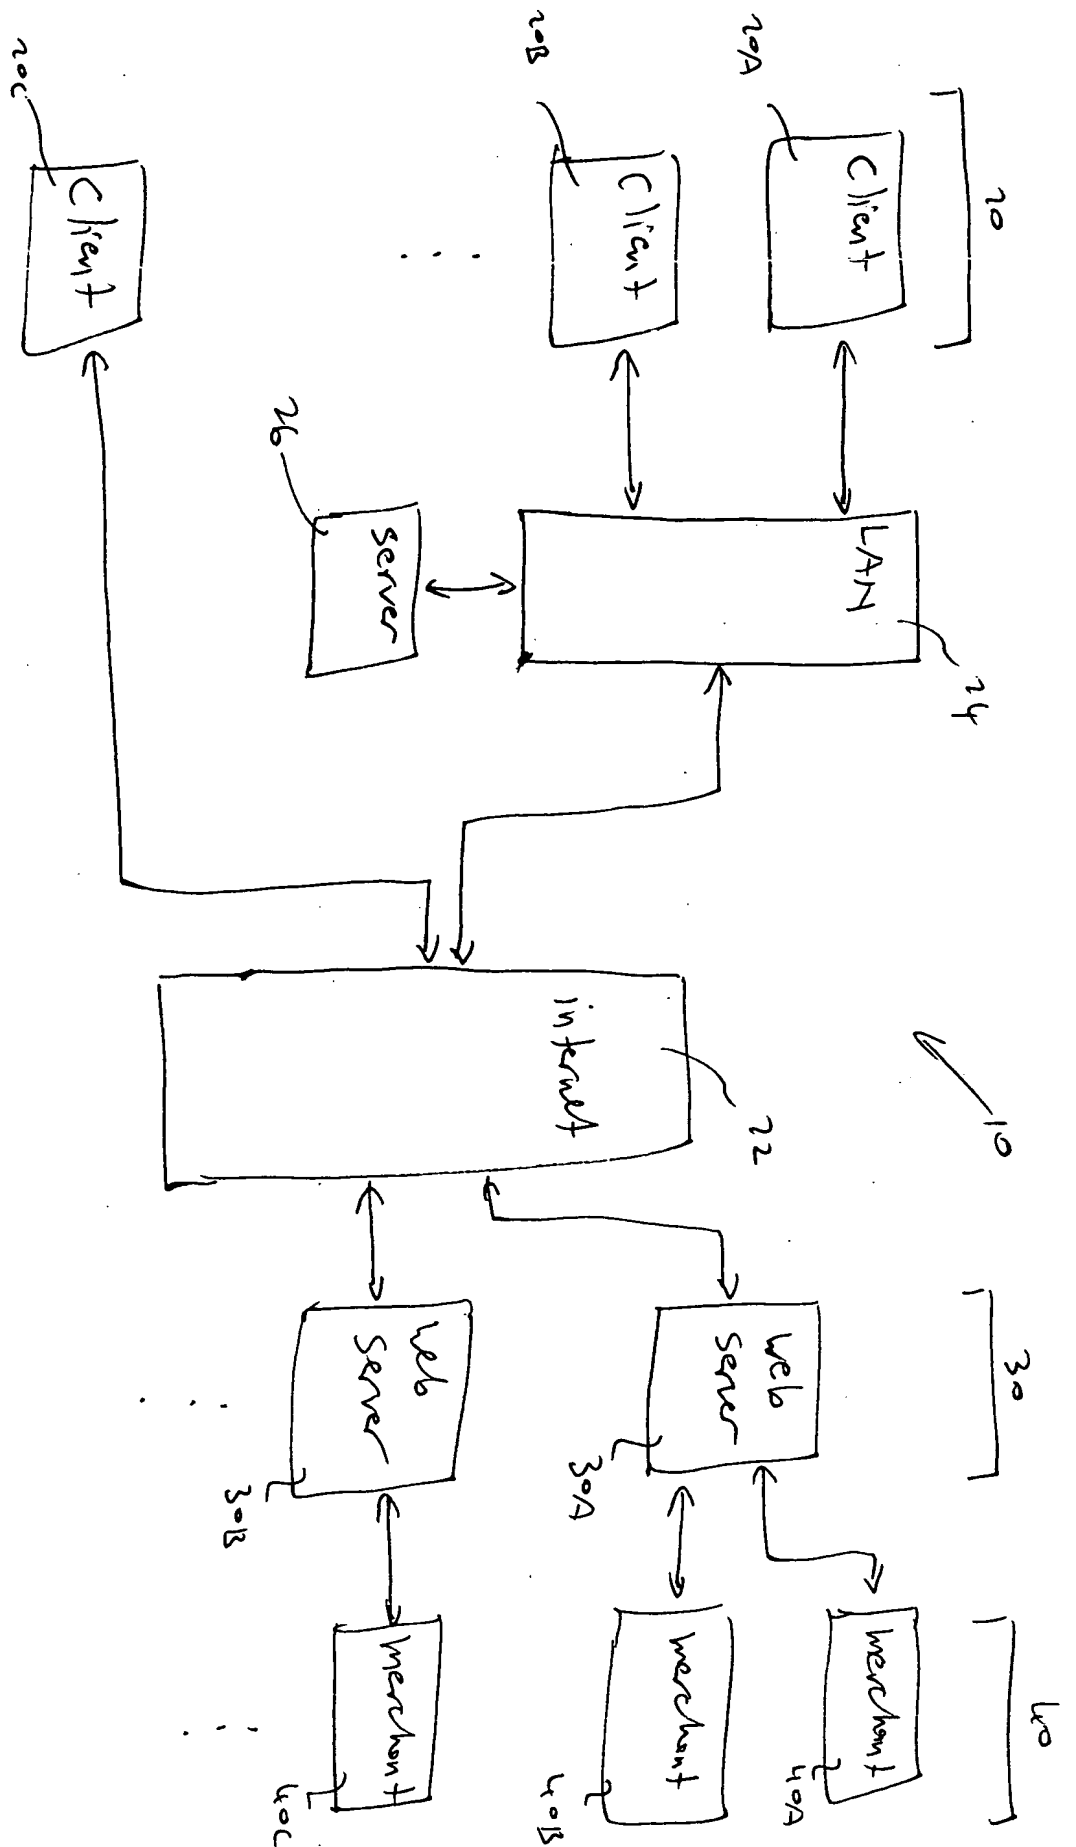 10
20
30
40
20A
Client
20B
Client
20C
Client
LAN
24
Server
26
internet
22
Web
Server
30A
Web
Server
30B
Merchant
40A
Merchant
40B
Merchant
40C